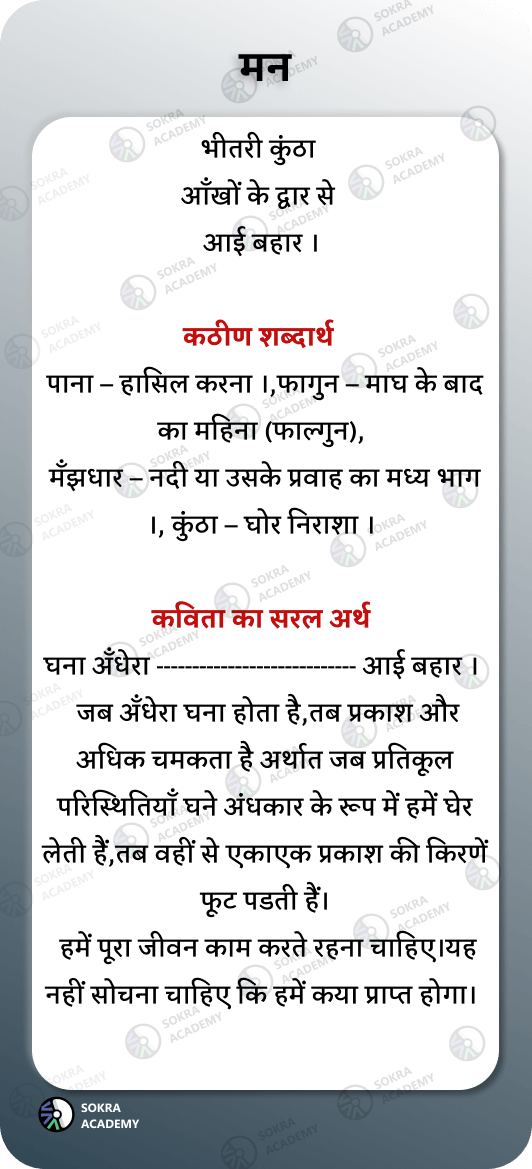 मन
भीतरी कुंठा
आँखों के द्वार से
आई बहार ।
कठीण शब्दार्थ
पाना – हासिल करना ।,फागुन – माघ के बाद
का महिना (फाल्गुन),
मँझधार – नदी या उसके प्रवाह का मध्य भाग
।, कुंठा – घोर निराशा ।
कविता का सरल अर्थ
घना अँधेरा ---------------------------- आई बहार ।
जब अँधेरा घना होता है,तब प्रकाश और
अधिक चमकता है अर्थात जब प्रतिकूल
परिस्थितियाँ घने अंधकार के रूप में हमें घेर
लेती हैं,तब वहीं से एकाएक प्रकाश की किरणें
फूट पडती हैं।
हमें पूरा जीवन काम करते रहना चाहिए।यह
नहीं सोचना चाहिए कि हमें कया प्राप्त होगा।
SOKRA
ACADEMY